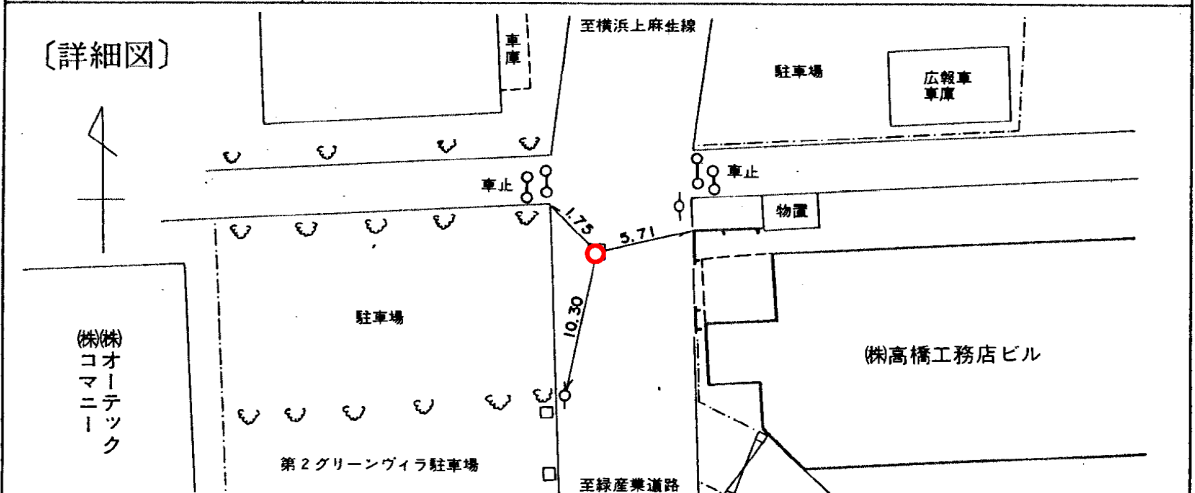 〔詳細図〕
至横浜上麻生線
車庫
駐車場
広報車
車庫
車止
車止
物置
1.75
5.71
10.30
駐車場
㈱オーテック
㈱コマニー
㈱高橋工務店ビル
第2グリーンヴィラ駐車場
至緑産業道路